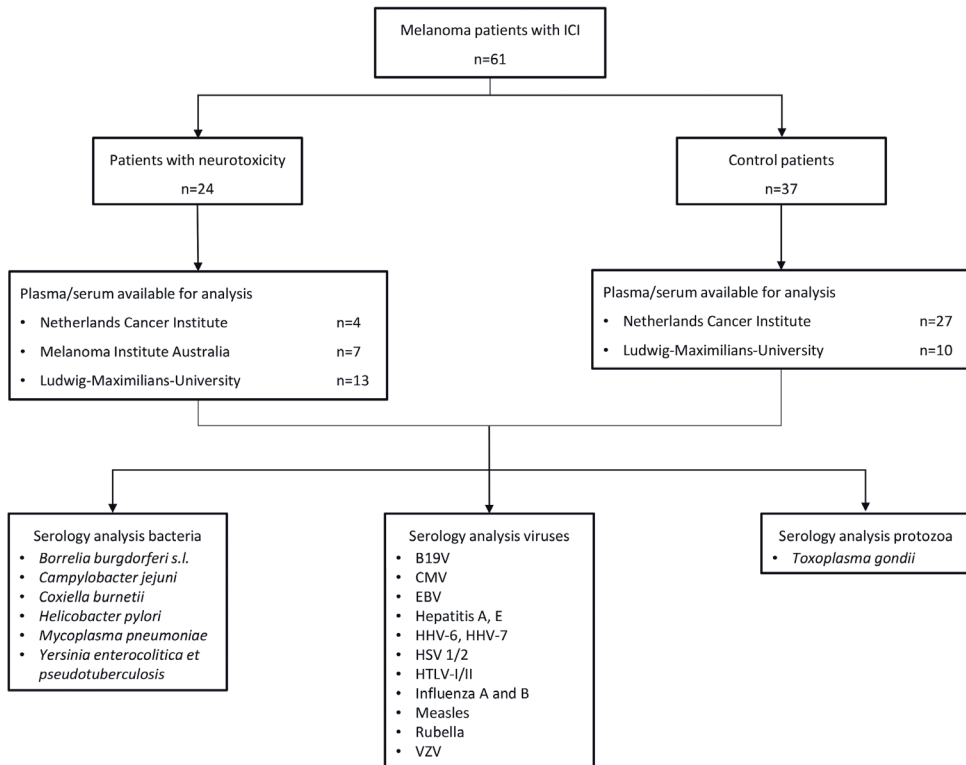 Melanoma patients with ICI
n=61
Patients with neurotoxicity
n=24
Control patients
n=37
Plasma/serum available for analysis
• Netherlands Cancer Institute n=4
• Melanoma Institute Australia n=7
• Ludwig-Maximilians-University n=13
Plasma/serum available for analysis
• Netherlands Cancer Institute n=27
• Ludwig-Maximilians-University n=10
Serology analysis bacteria
• Borrelia burgdorferi s.l.
• Campylobacter jejuni
• Coxiella burnetii
• Helicobacter pylori
• Mycoplasma pneumoniae
• Yersinia enterocolitica et
pseudotuberculosis
Serology analysis viruses
• B19V
• CMV
• EBV
• Hepatitis A, E
• HHV-6, HHV-7
• HSV 1/2
• HTLV-I/II
• Influenza A and B
• Measles
• Rubella
• VZV
Serology analysis protozoa
• Toxoplasma gondii